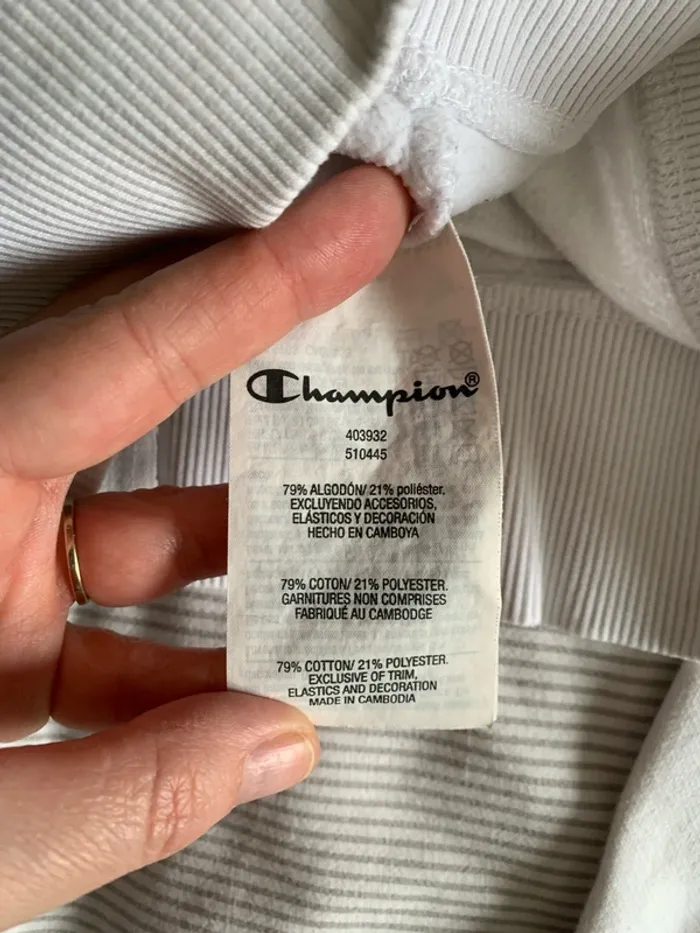 Champion®
403932
510445
79% ALGODÓN/ 21% poliéster.
EXCLUYENDO ACCESORIOS,
ELÁSTICOS Y DECORACIÓN
HECHO EN CAMBOYA
79% COTON/ 21% POLYESTER.
GARNITURES NON COMPRISES
FABRIQUÉ AU CAMBODGE
79% COTTON/ 21% POLYESTER.
EXCLUSIVE OF TRIM,
ELASTICS AND DECORATION
MADE IN CAMBODIA